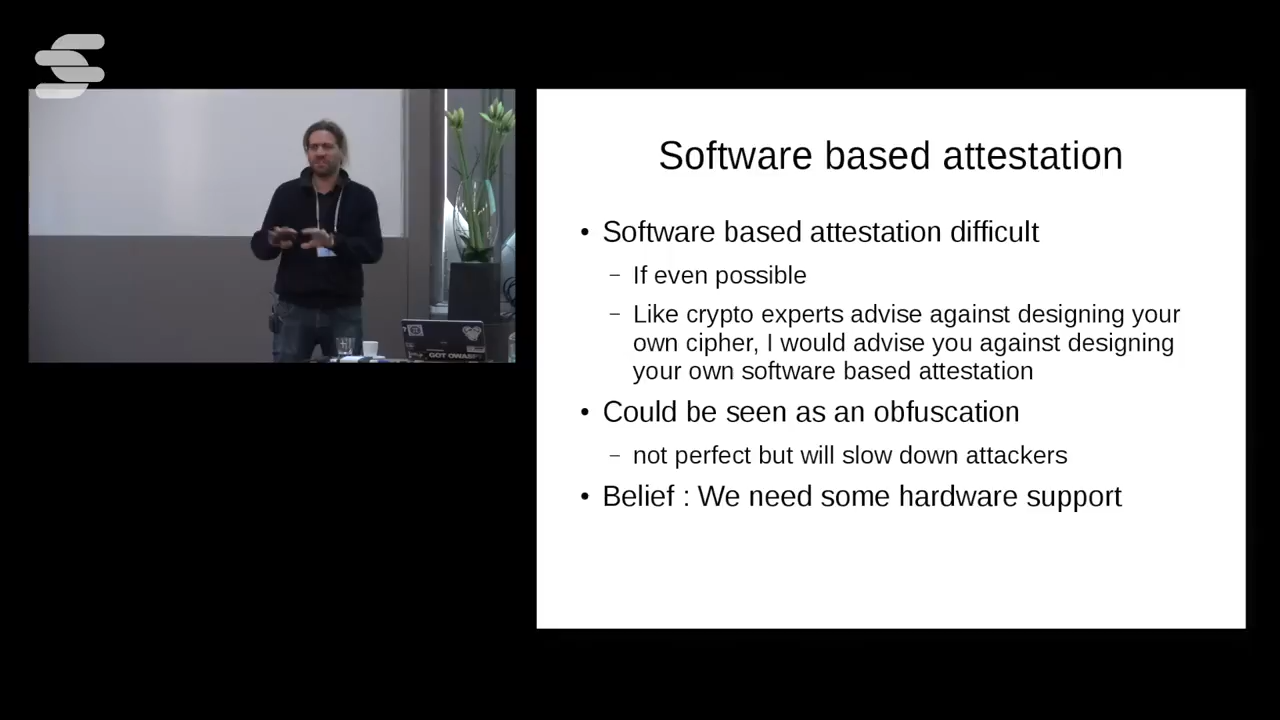 Software based attestation
• Software based attestation difficult
– If even possible
– Like crypto experts advise against designing your
own cipher, I would advise you against designing
your own software based attestation
• Could be seen as an obfuscation
– not perfect but will slow down attackers
• Belief : We need some hardware support
GOT OWASP?